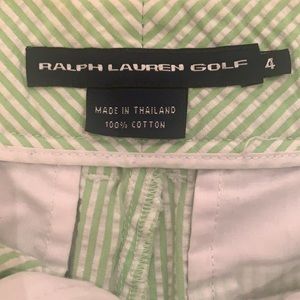 RALPH LAUREN GOLF 4
MADE IN THAILAND
100% COTTON